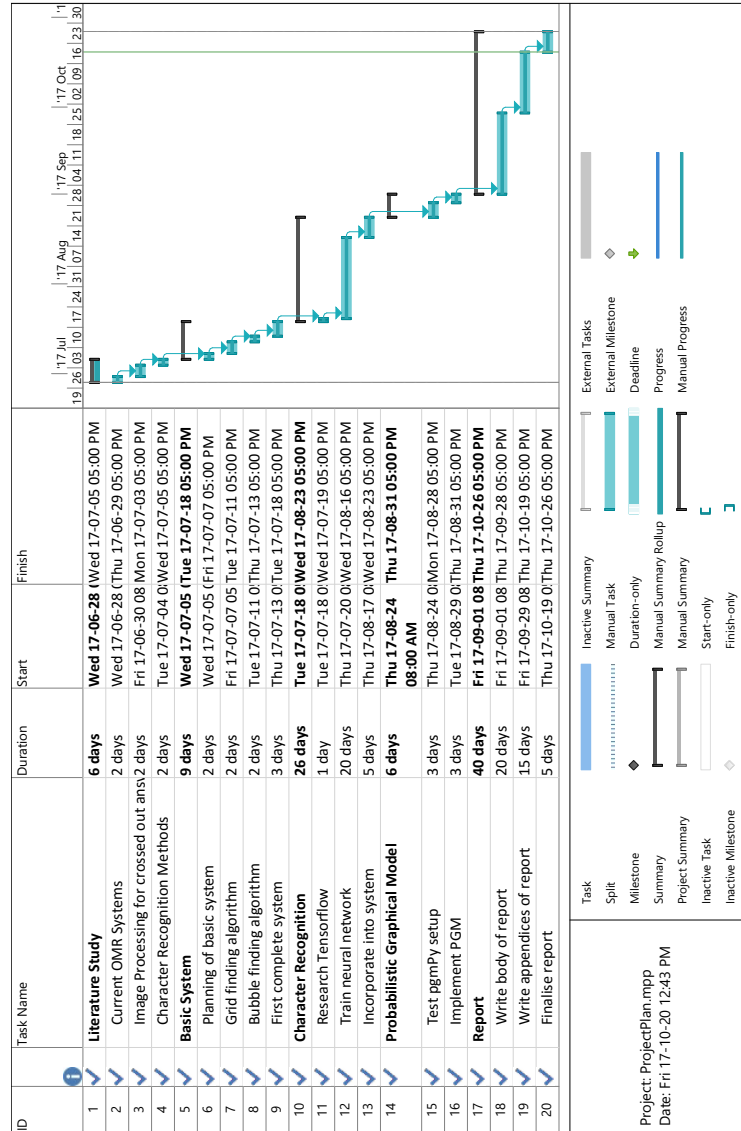 ID Task Name Duration Start Finish '17 Jul '17 Aug '17 Sep '17 Oct '1
19 26 03 10 17 24 31 07 14 21 28 04 11 18 25 02 09 16 23 30
1 Literature Study 6 days Wed 17-06-28 ( Wed 17-07-05 05:00 PM
2 Current OMR Systems 2 days Wed 17-06-28 ( Thu 17-06-29 05:00 PM
3 Image Processing for crossed out answ 2 days Fri 17-06-30 08 Mon 17-07-03 05:00 PM
4 Character Recognition Methods 2 days Tue 17-07-04 0 Wed 17-07-05 05:00 PM
5 Basic System 9 days Wed 17-07-05 ( Tue 17-07-18 05:00 PM
6 Planning of basic system 2 days Wed 17-07-05 ( Fri 17-07-07 05:00 PM
7 Grid finding algorithm 2 days Fri 17-07-07 05 Tue 17-07-11 05:00 PM
8 Bubble finding algorithm 2 days Tue 17-07-11 0 Thu 17-07-13 05:00 PM
9 First complete system 3 days Thu 17-07-13 0 Tue 17-07-18 05:00 PM
10 Character Recognition 26 days Tue 17-07-18 0 Wed 17-08-23 05:00 PM
11 Research Tensorflow 1 day Tue 17-07-18 0 Wed 17-07-19 05:00 PM
12 Train neural network 20 days Thu 17-07-20 0 Wed 17-08-16 05:00 PM
13 Incorporate into system 5 days Thu 17-08-17 0 Wed 17-08-23 05:00 PM
14 Probabilistic Graphical Model 6 days Thu 17-08-24 Thu 17-08-31 05:00 PM
08:00 AM
15 Test pgmPy setup 3 days Thu 17-08-24 0 Mon 17-08-28 05:00 PM
16 Implement PGM 3 days Tue 17-08-29 0 Thu 17-08-31 05:00 PM
17 Report 40 days Fri 17-09-01 08 Thu 17-10-26 05:00 PM
18 Write body of report 20 days Fri 17-09-01 08 Thu 17-09-28 05:00 PM
19 Write appendices of report 15 days Fri 17-09-29 08 Thu 17-10-19 05:00 PM
20 Finalise report 5 days Thu 17-10-19 0 Thu 17-10-26 05:00 PM
Project: ProjectPlan.mpp
Date: Fri 17-10-20 12:43 PM
Task
Split
Milestone
Summary
Project Summary
Inactive Task
Inactive Milestone
Inactive Summary
Manual Task
Duration-only
Manual Summary Rollup
Manual Summary
Start-only
Finish-only
External Tasks
External Milestone
Deadline
Progress
Manual Progress